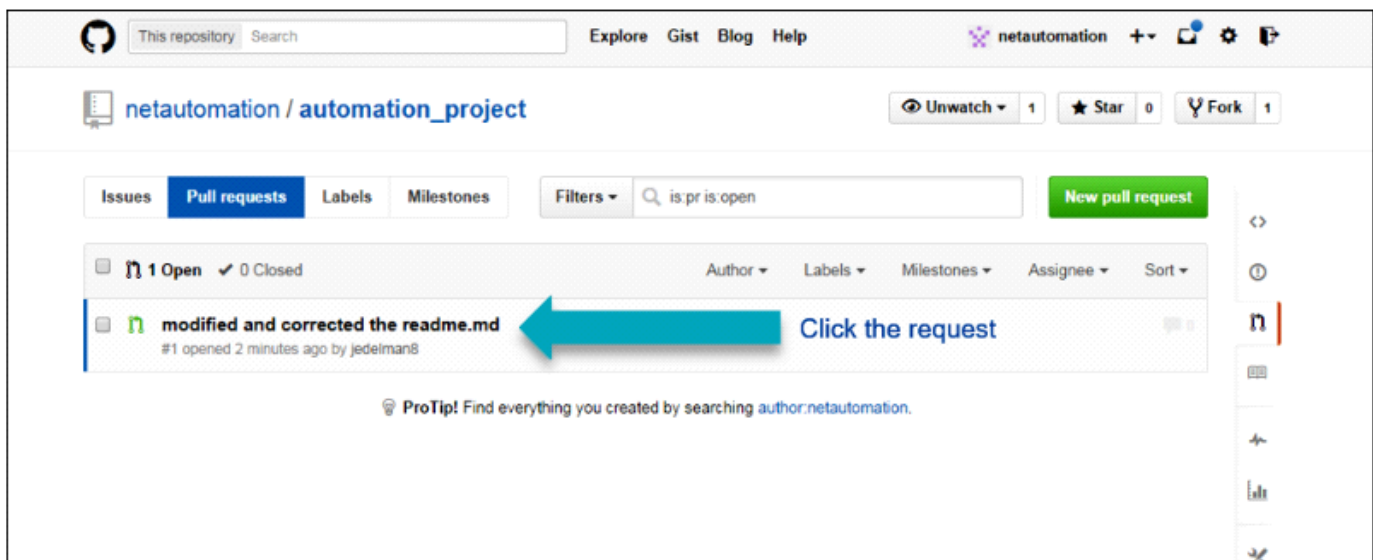 This repository Search Explore Gist Blog Help netautomation
netautomation / automation_project Unwatch 1 Star 0 Fork 1
Issues Pull requests Labels Milestones Filters is:pr is:open New pull request
1 Open 0 Closed Author Labels Milestones Assignee Sort
modified and corrected the readme.md Click the request 0
#1 opened 2 minutes ago by jedelman8
ProTip! Find everything you created by searching author:netautomation.